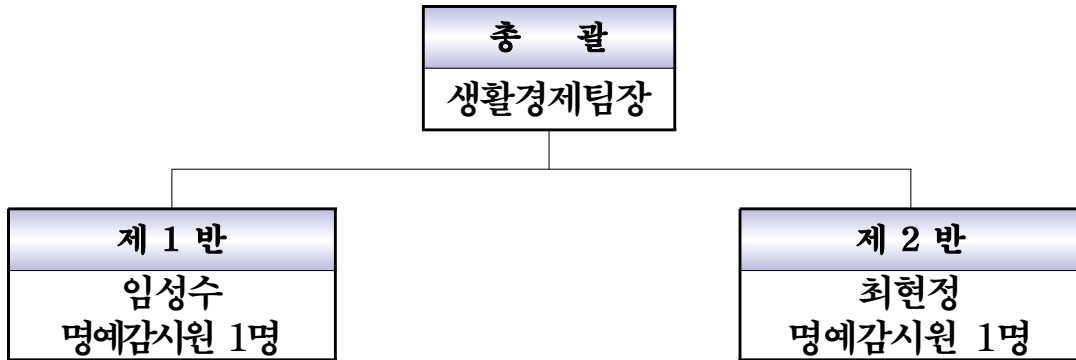 총 괄
생활경제팀장
제 1 반
임성수
명예감시원 1명
제 2 반
최현정
명예감시원 1명